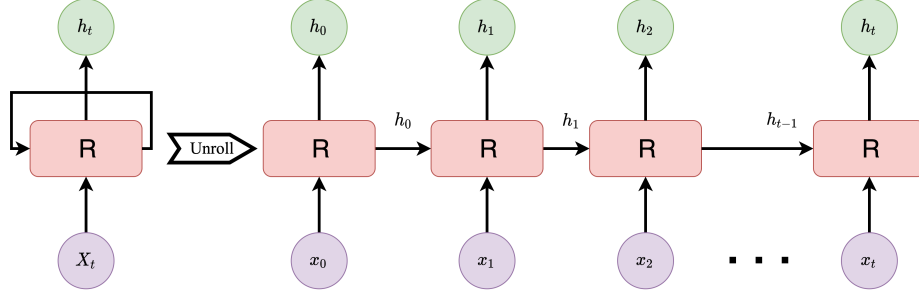 h_t h_0 h_1 h_2 h_t
h_0 h_1 h_{t-1}
R Unroll R R R R
X_t x_0 x_1 x_2 ... x_t